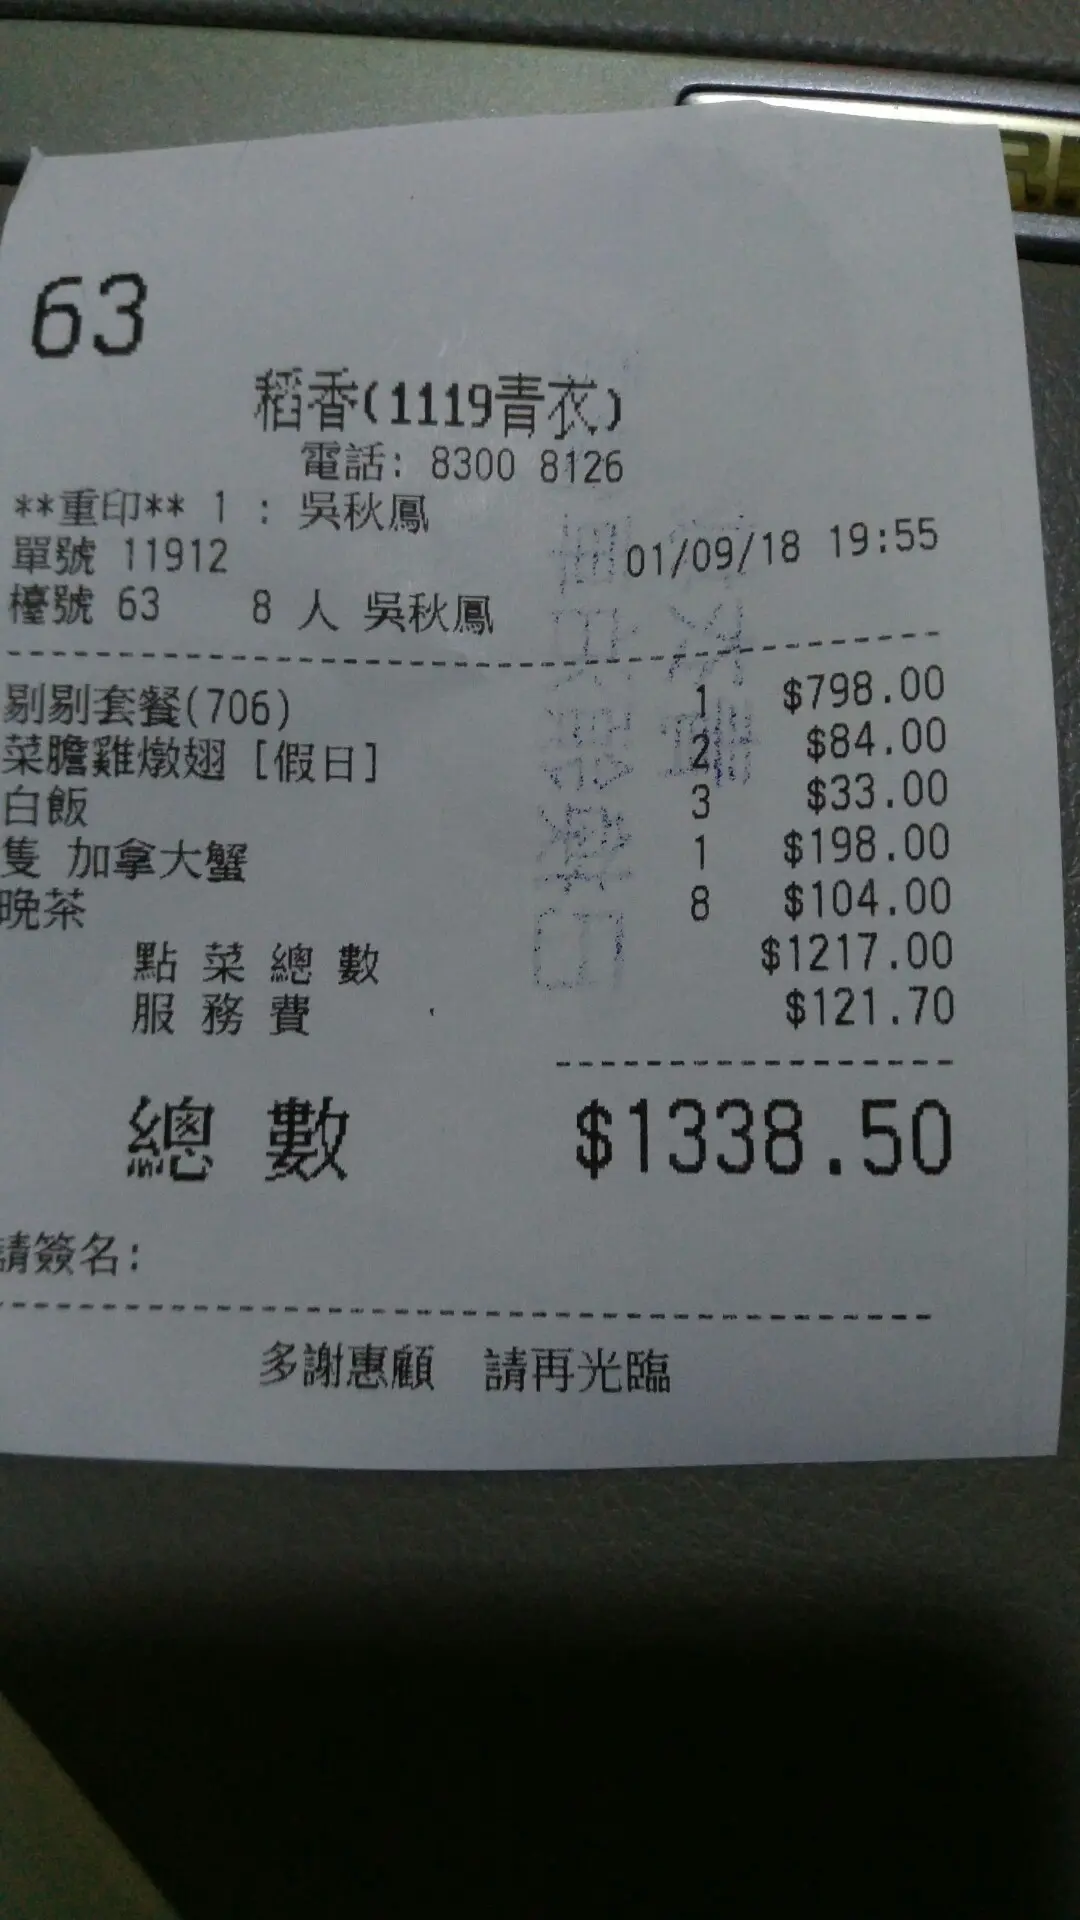 63
稻香(1119青衣)
電話: 8300 8126
**重印** 1 : 吳秋鳳
單號 11912 01/09/18 19:55
檯號 63 8 人 吳秋鳳
剔剔套餐(706) 1 $798.00
菜膽雞燉翅 [假日] 2 $84.00
白飯 3 $33.00
隻 加拿大蟹 1 $198.00
晚茶 8 $104.00
點 菜 總 數 $1217.00
服 務 費 $121.70
總 數 $1338.50
請簽名:
多謝惠顧 請再光臨